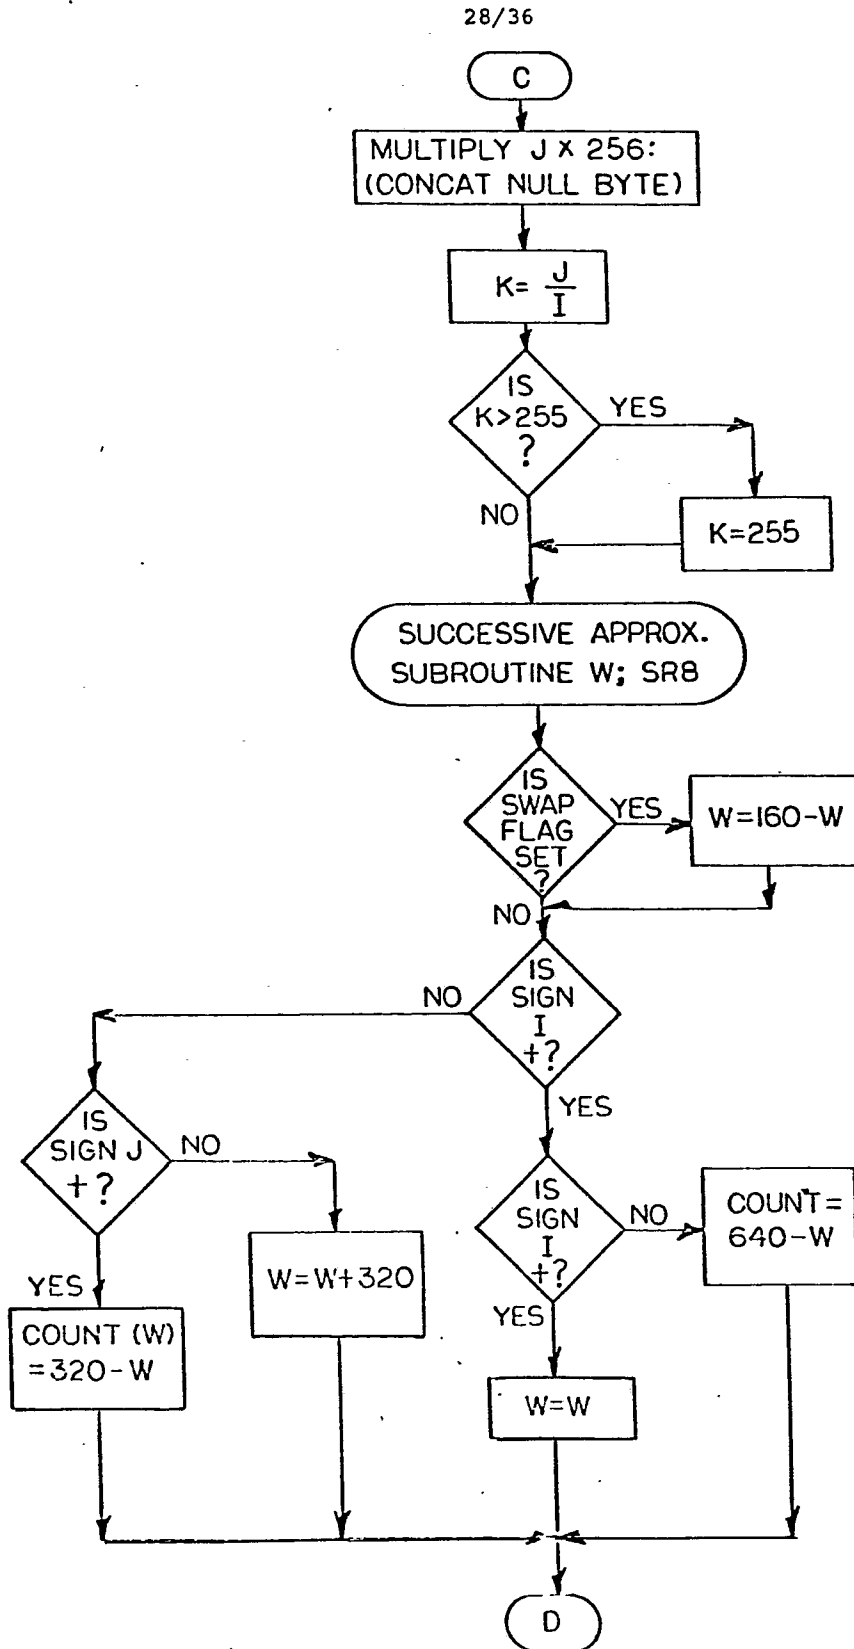 28/36
C
MULTIPLY J X 256:
(CONCAT NULL BYTE)
K= J
I
IS
K>255
?
YES
NO
K=255
SUCCESSIVE APPROX.
SUBROUTINE W; SR8
IS
SWAP
FLAG
SET
?
YES
W=160-W
NO
IS
SIGN
I
+?
NO
YES
IS
SIGN J
+?
NO
YES
W=W+320
COUNT (W)
=320-W
IS
SIGN
I
+?
NO
YES
COUNT=
640-W
W=W
D